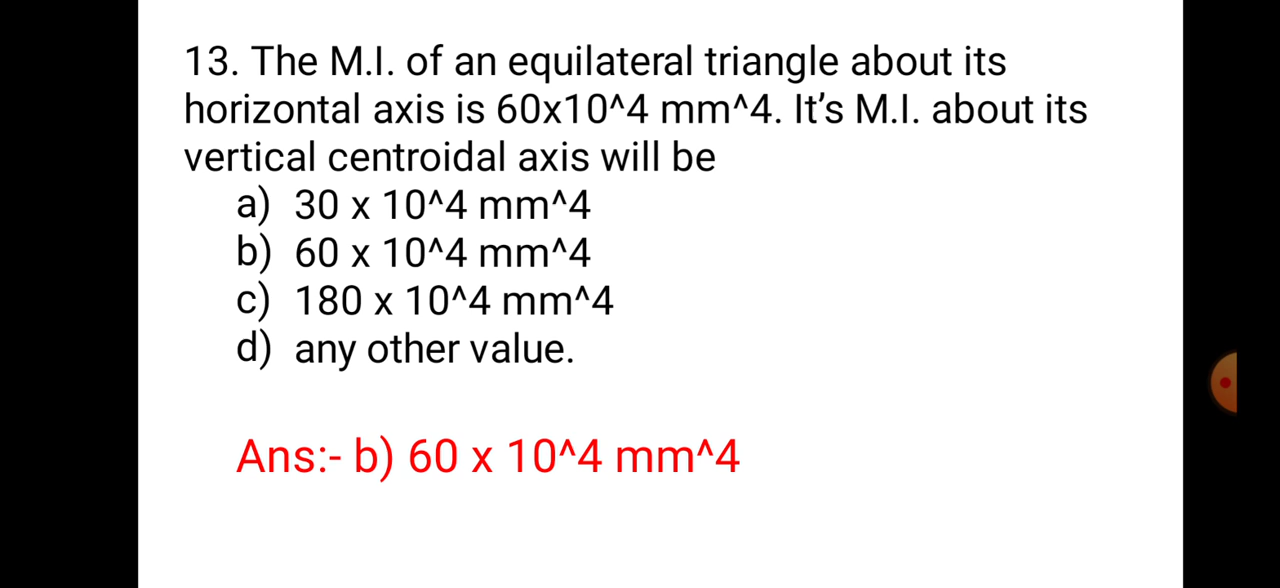 13. The M.I. of an equilateral triangle about its
horizontal axis is 60x10^4 mm^4. It’s M.I. about its
vertical centroidal axis will be
a) 30 x 10^4 mm^4
b) 60 x 10^4 mm^4
c) 180 x 10^4 mm^4
d) any other value.
Ans:- b) 60 x 10^4 mm^4